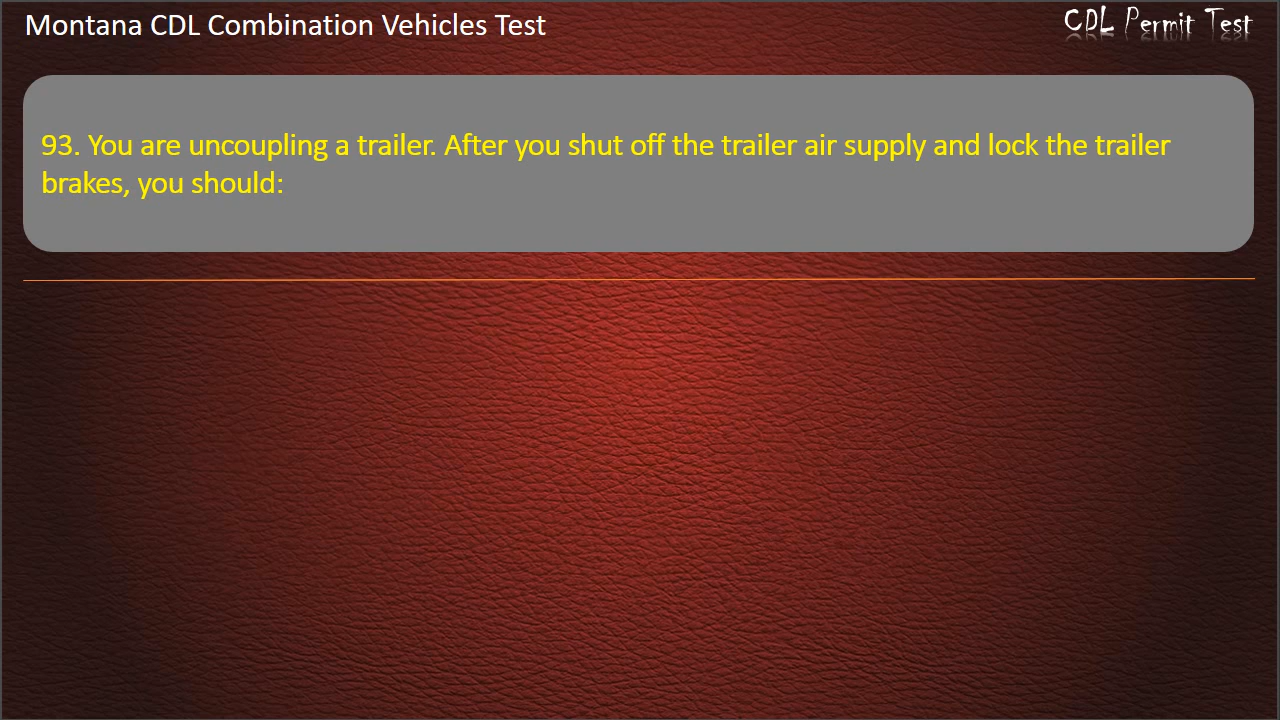 Montana CDL Combination Vehicles Test
CDL Permit Test
93. You are uncoupling a trailer. After you shut off the trailer air supply and lock the trailer
brakes, you should: